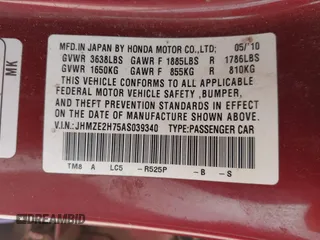 MFD. IN JAPAN BY HONDA MOTOR CO.,LTD. 05/'10
GVWR 3638LBS GAWR F 1885LBS R 1786LBS
GVWR 1650KG GAWR F 855KG R 810KG
THIS VEHICLE CONFORMS TO ALL APPLICABLE
FEDERAL MOTOR VEHICLE SAFETY ,BUMPER,
AND THEFT PREVENTION STANDARDS IN EFFECT
ON THE DATE OF MANUFACTURE SHOWN ABOVE.
V.I.N.: JHMZE2H75AS039340 TYPE:PASSENGER CAR
TM8 A LC5 -R525P -B -S
MK
DREAMBID